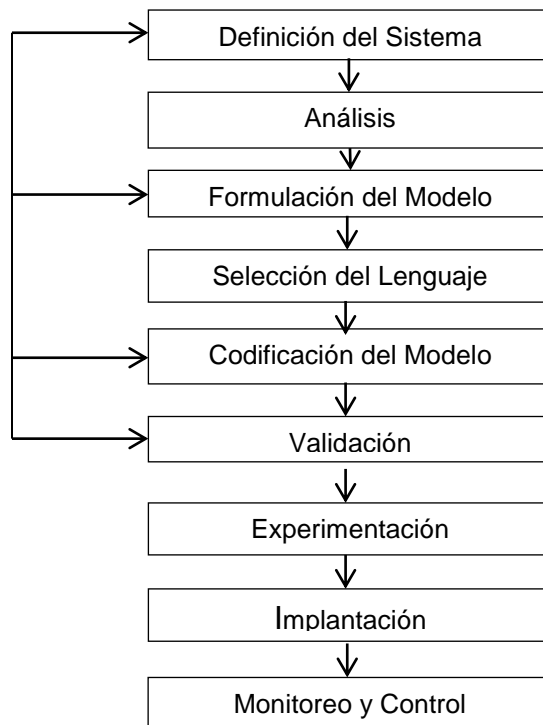 Definición del Sistema
Análisis
Formulación del Modelo
Selección del Lenguaje
Codificación del Modelo
Validación
Experimentación
Implantación
Monitoreo y Control